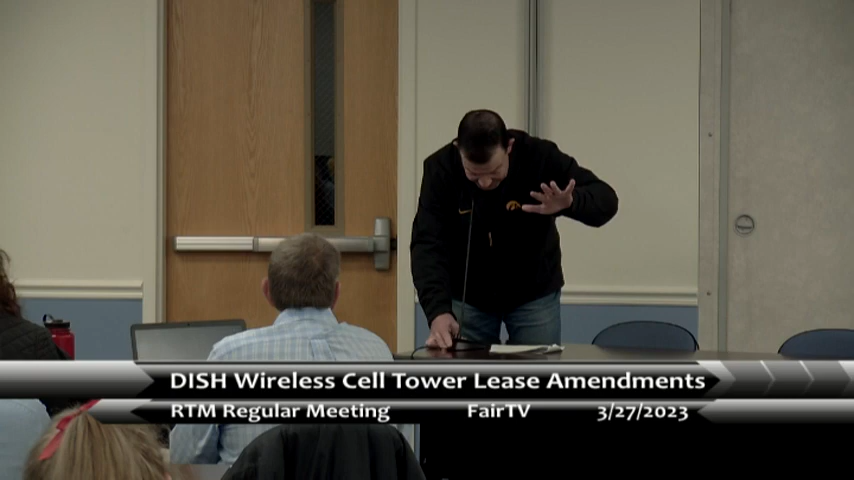 DISH Wireless Cell Tower Lease Amendments
RTM Regular Meeting FairTV 3/27/2023